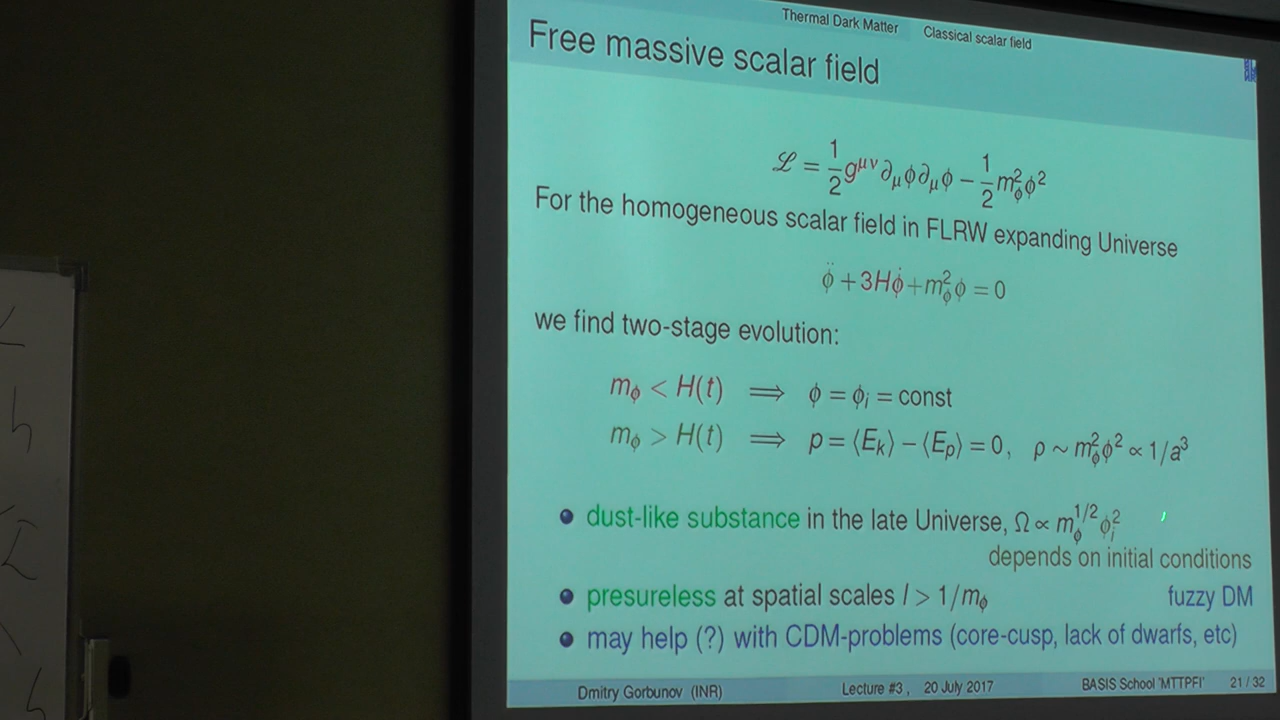 Thermal Dark Matter Classical scalar field
Free massive scalar field
ℒ = 1/2 g^{μν} ∂_μ ϕ ∂_μ ϕ − 1/2 m_ϕ^2 ϕ^2
For the homogeneous scalar field in FLRW expanding Universe
ϕ̈ + 3Hϕ̇ + m_ϕ^2 ϕ = 0
we find two-stage evolution:
m_ϕ < H(t) ⟹ ϕ = ϕ_i = const
m_ϕ > H(t) ⟹ p = ⟨E_k⟩ − ⟨E_p⟩ = 0, ρ ∼ m_ϕ^2 ϕ^2 ∝ 1/a^3
dust-like substance in the late Universe, Ω ∝ m_ϕ^{1/2} ϕ_i^2
depends on initial conditions
presureless at spatial scales l > 1/m_ϕ fuzzy DM
may help (?) with CDM-problems (core-cusp, lack of dwarfs, etc)
Dmitry Gorbunov (INR) Lecture #3, 20 July 2017 BASIS School 'MTTPFI' 21 / 32